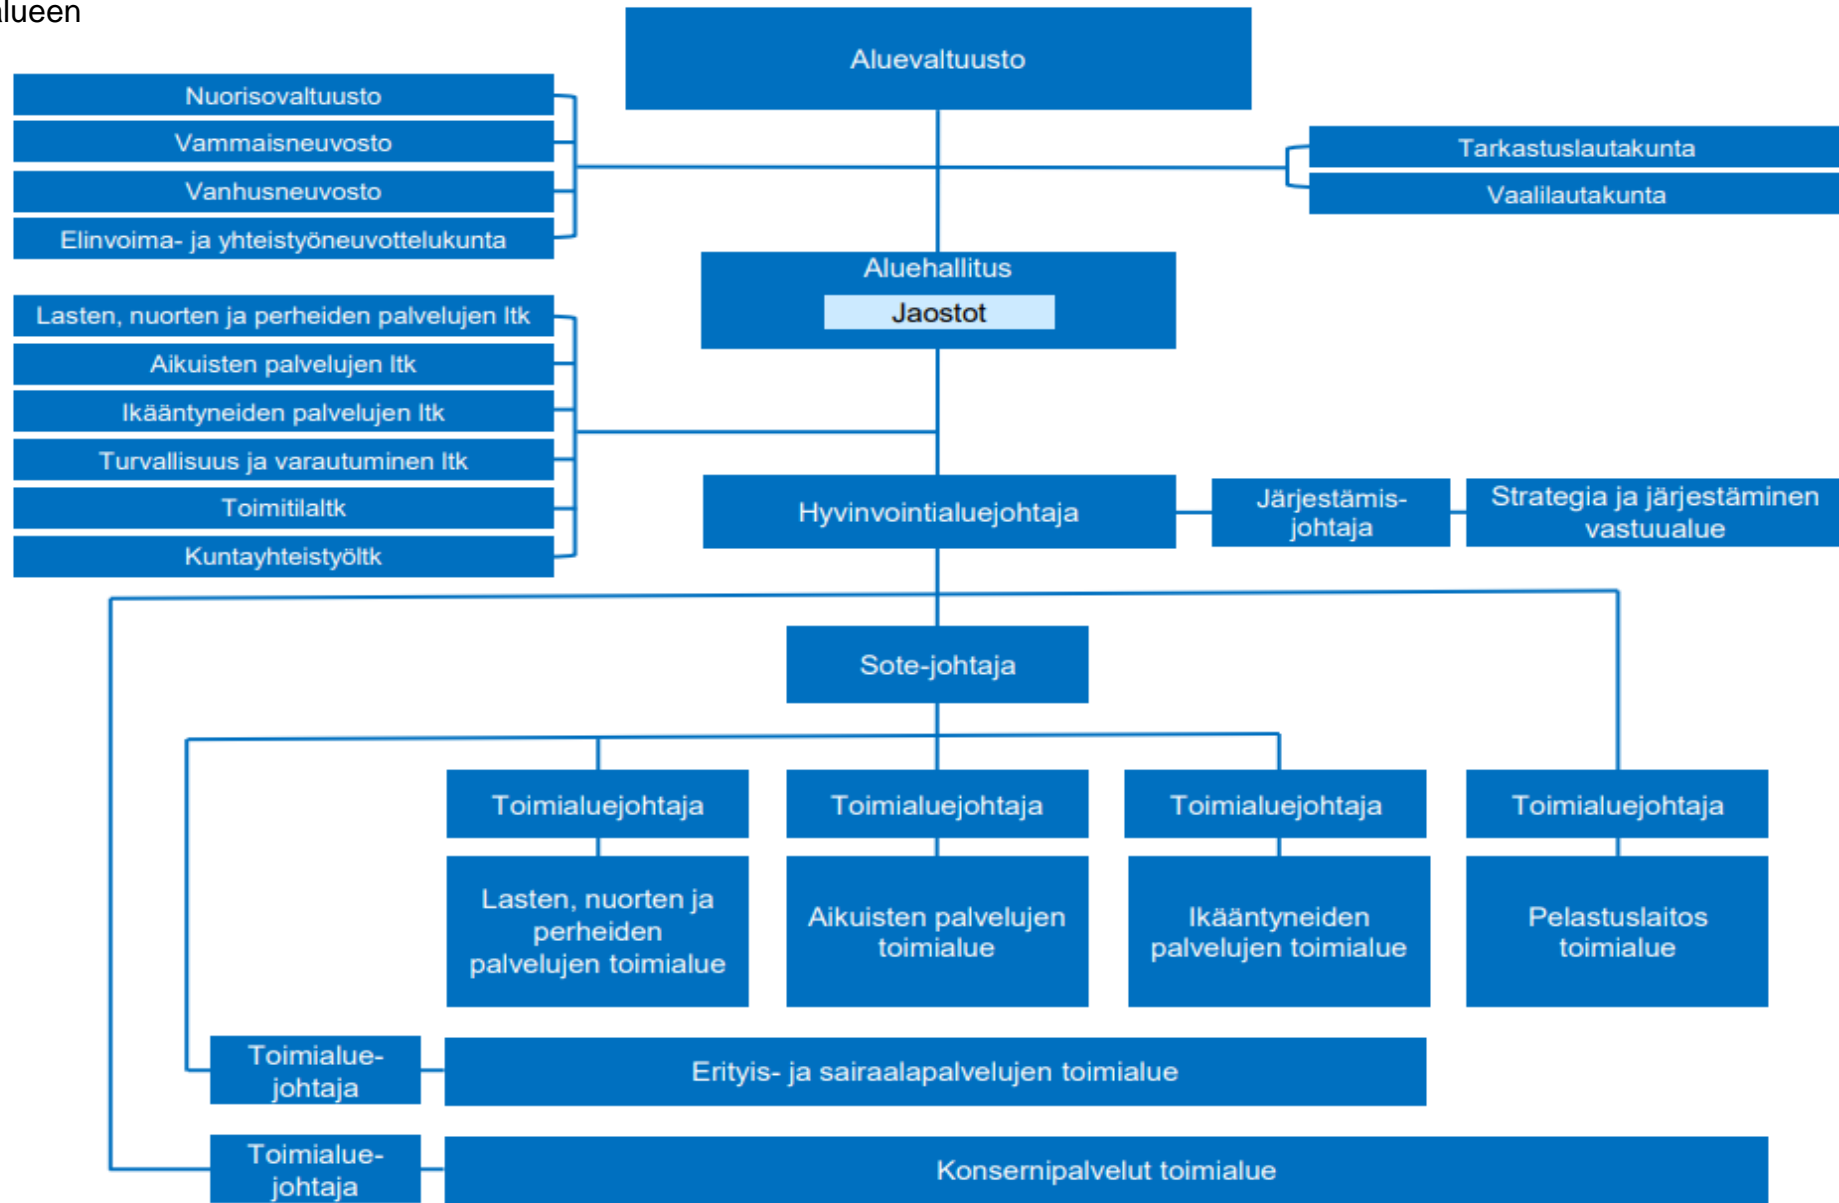 alueen
Aluevaltuusto
Nuorisovaltuusto
Vammaisneuvosto
Vanhusneuvosto
Elinvoima- ja yhteistyöneuvottelukunta
Tarkastuslautakunta
Vaalilautakunta
Aluehallitus
Jaostot
Lasten, nuorten ja perheiden palvelujen ltk
Aikuisten palvelujen ltk
Ikääntyneiden palvelujen ltk
Turvallisuus ja varautuminen ltk
Toimitilaltk
Kuntayhteistyöltk
Hyvinvointialuejohtaja
Järjestämis-
johtaja
Strategia ja järjestäminen
vastuualue
Sote-johtaja
Toimialuejohtaja
Toimialuejohtaja
Toimialuejohtaja
Toimialuejohtaja
Lasten, nuorten ja
perheiden
palvelujen toimialue
Aikuisten palvelujen
toimialue
Ikääntyneiden
palvelujen toimialue
Pelastuslaitos
toimialue
Toimialue-
johtaja
Erityis- ja sairaalapalvelujen toimialue
Toimialue-
johtaja
Konsernipalvelut toimialue